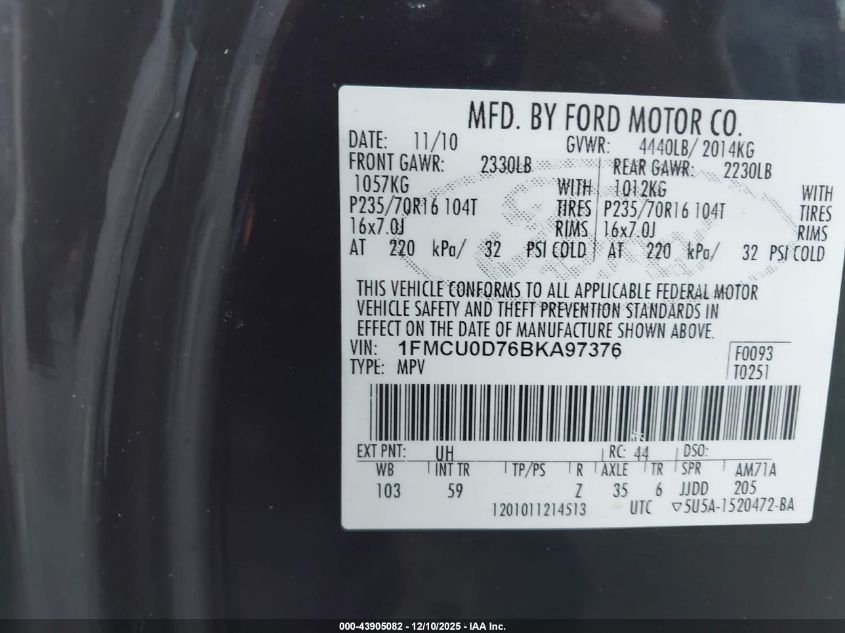 MFD. BY FORD MOTOR CO.
DATE: 11/10 GVWR: 4440LB/ 2014KG
FRONT GAWR: 2330LB REAR GAWR: 2230LB
1057KG WITH 1012KG WITH
P235/70R16 104T TIRES P235/70R16 104T TIRES
16x7.0J RIMS 16x7.0J RIMS
AT 220 kPa/ 32 PSI COLD AT 220 kPa/ 32 PSI COLD
THIS VEHICLE CONFORMS TO ALL APPLICABLE FEDERAL MOTOR
VEHICLE SAFETY AND THEFT PREVENTION STANDARDS IN
EFFECT ON THE DATE OF MANUFACTURE SHOWN ABOVE.
VIN: 1FMCU0D76BKA97376 F0093
TYPE: MPV T0251
EXT PNT: UH RC: 44 DSO:
WB INT TR TP/PS R AXLE TR SPR AM71A
103 59 Z 35 6 JJDD 205
1201011214513 UTC ▽5U5A-1520472-BA
000-43905082 — 12/10/2025 — IAA Inc.